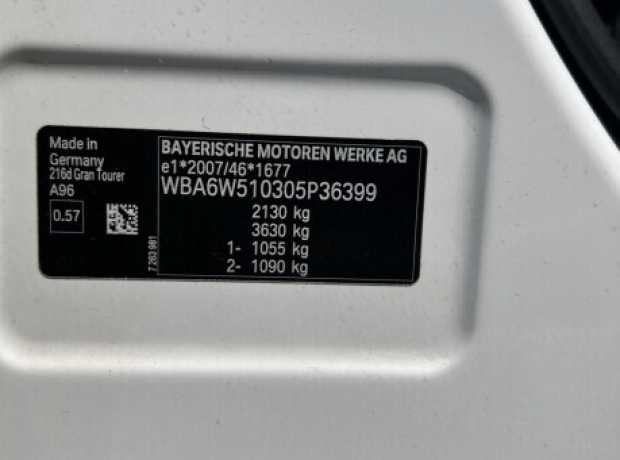 Made in
Germany
216d Gran Tourer
A96
0.57
7 263 981
BAYERISCHE MOTOREN WERKE AG
e1*2007/46*1677
WBA6W510305P36399
2130 kg
3630 kg
1- 1055 kg
2- 1090 kg